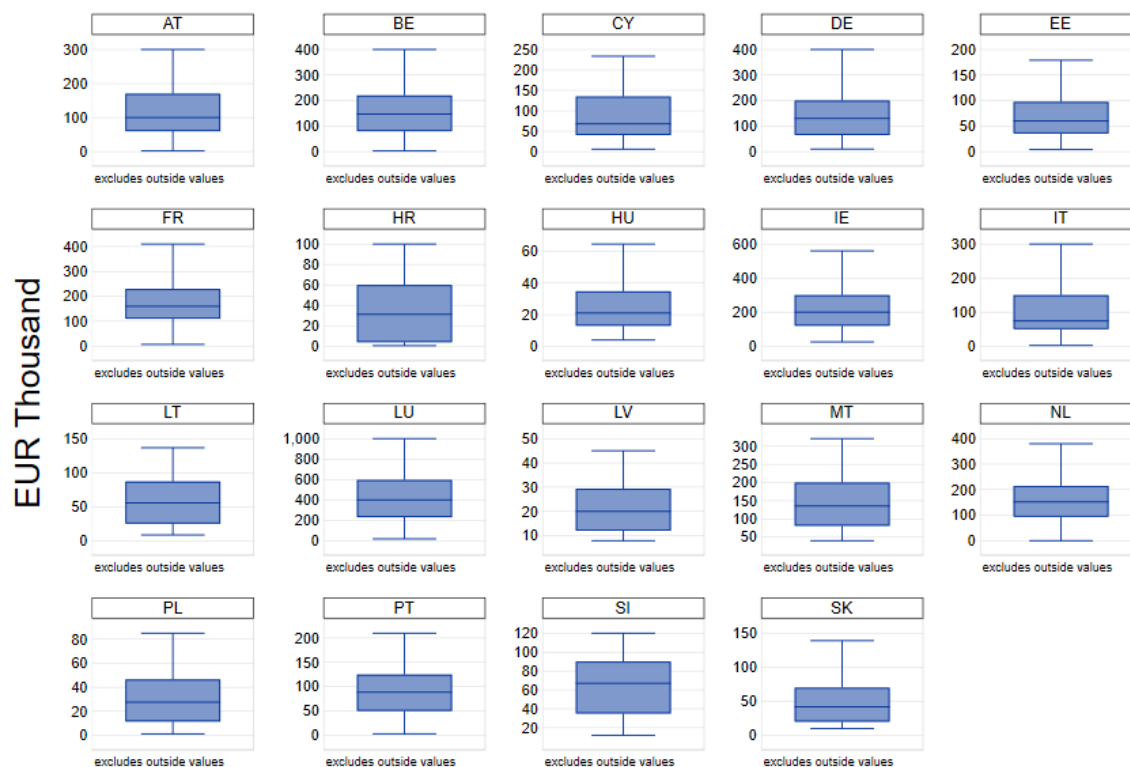 EUR Thousand
AT
300
200
100
0
excludes outside values
BE
400
300
200
100
0
excludes outside values
CY
250
200
150
100
50
0
excludes outside values
DE
400
300
200
100
0
excludes outside values
EE
200
150
100
50
0
excludes outside values
FR
400
300
200
100
0
excludes outside values
HR
100
80
60
40
20
0
excludes outside values
HU
60
40
20
0
excludes outside values
IE
600
400
200
0
excludes outside values
IT
300
200
100
0
excludes outside values
LT
150
100
50
0
excludes outside values
LU
1,000
800
600
400
200
0
excludes outside values
LV
50
40
30
20
10
excludes outside values
MT
300
250
200
150
100
50
excludes outside values
NL
400
300
200
100
0
excludes outside values
PL
80
60
40
20
0
excludes outside values
PT
200
150
100
50
0
excludes outside values
SI
120
100
80
60
40
20
excludes outside values
SK
150
100
50
0
excludes outside values